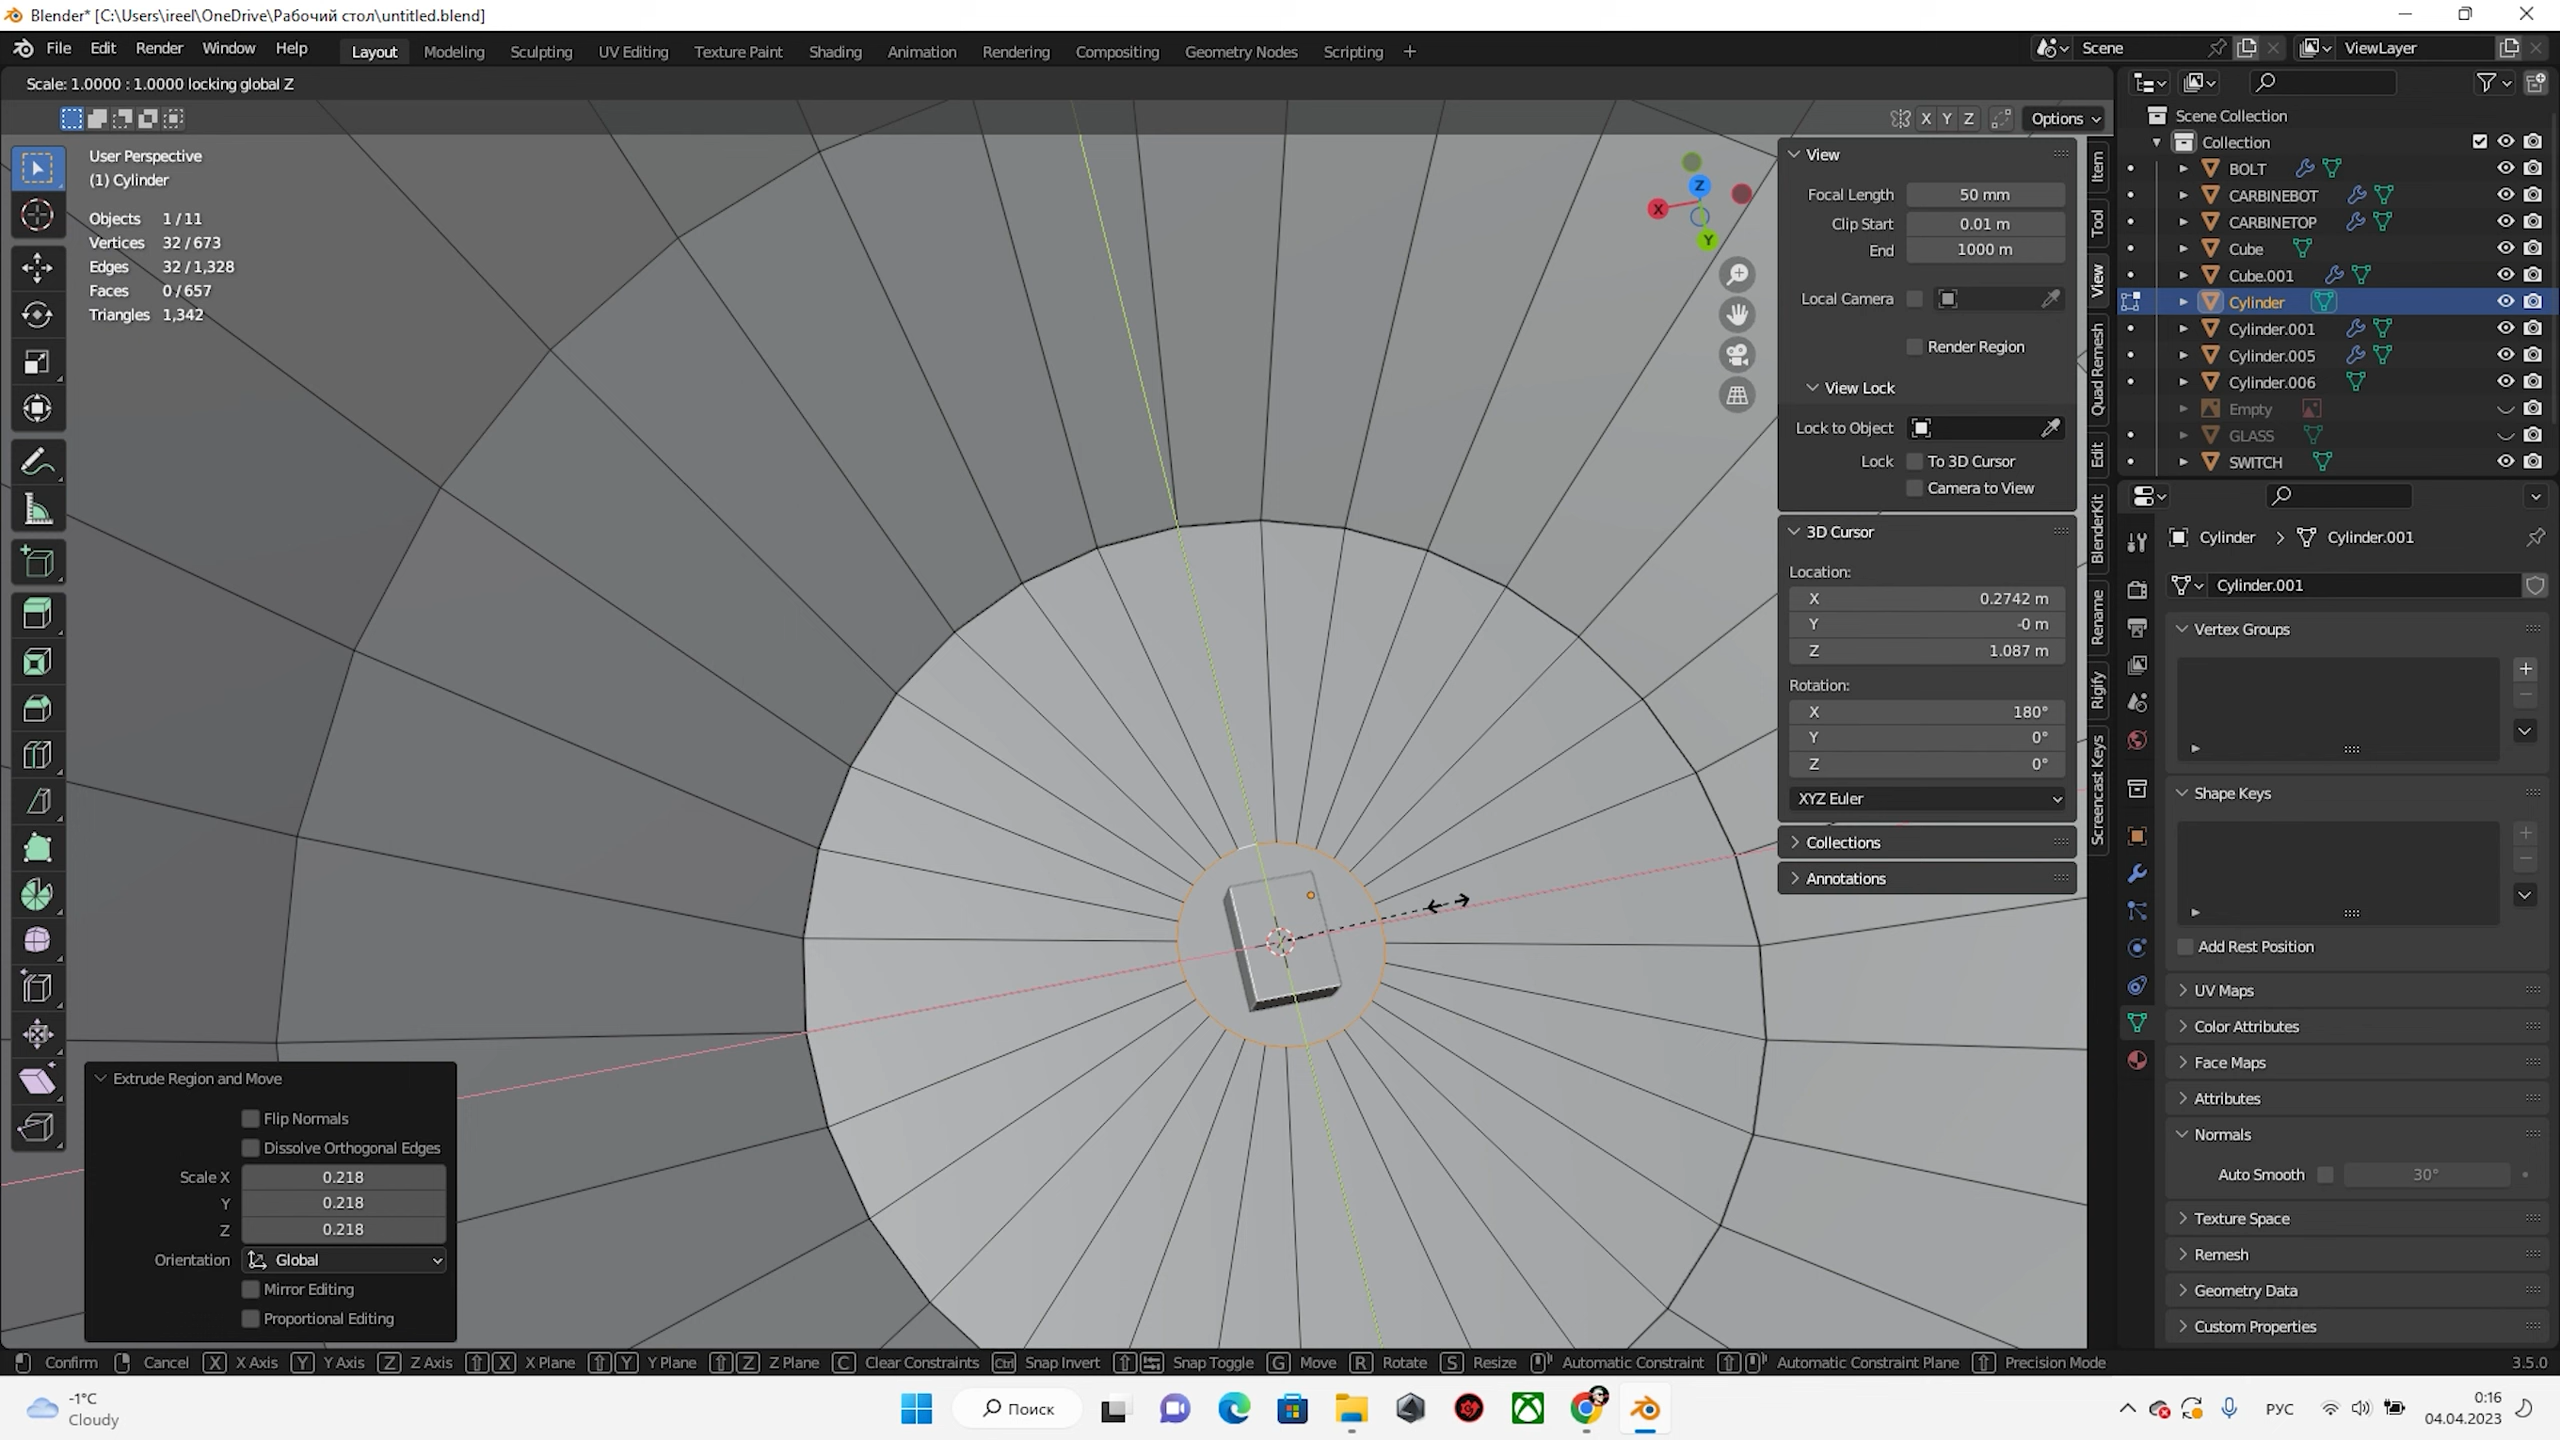 Blender* [C:\Users\ireel\OneDrive\Рабочий стол\untitled.blend]
File Edit Render Window Help Layout Modeling Sculpting UV Editing Texture Paint Shading Animation Rendering Compositing Geometry Nodes Scripting + Scene ViewLayer
Scale: 1.0000 : 1.0000 locking global Z
X Y Z Options
User Perspective
(1) Cylinder
Objects 1 / 11
Vertices 32 / 673
Edges 32 / 1,328
Faces 0 / 657
Triangles 1,342
Z
X
Y
View
Focal Length 50 mm
Clip Start 0.01 m
End 1000 m
Local Camera
Render Region
View Lock
Lock to Object
Lock To 3D Cursor
Camera to View
3D Cursor
Location:
X 0.2742 m
Y -0 m
Z 1.087 m
Rotation:
X 180°
Y 0°
Z 0°
XYZ Euler
Collections
Annotations
Item
Tool
View
Quad Remesh
Edit
BlenderKit
Rename
Rigify
Screencast Keys
Scene Collection
Collection
BOLT
CARBINEBOT
CARBINETOP
Cube
Cube.001
Cylinder
Cylinder.001
Cylinder.005
Cylinder.006
Empty
GLASS
SWITCH
Cylinder Cylinder.001
Cylinder.001
Vertex Groups
Shape Keys
Add Rest Position
UV Maps
Color Attributes
Face Maps
Attributes
Normals
Auto Smooth 30°
Texture Space
Remesh
Geometry Data
Custom Properties
Extrude Region and Move
Flip Normals
Dissolve Orthogonal Edges
Scale X 0.218
Y 0.218
Z 0.218
Orientation Global
Mirror Editing
Proportional Editing
Confirm Cancel X X Axis Y Y Axis Z Z Axis X X Plane Y Y Plane Z Z Plane C Clear Constraints Ctrl Snap Invert Snap Toggle G Move R Rotate S Resize Automatic Constraint Automatic Constraint Plane Precision Mode 3.5.0
-1°C
Cloudy
Поиск
РУС
0:16
04.04.2023